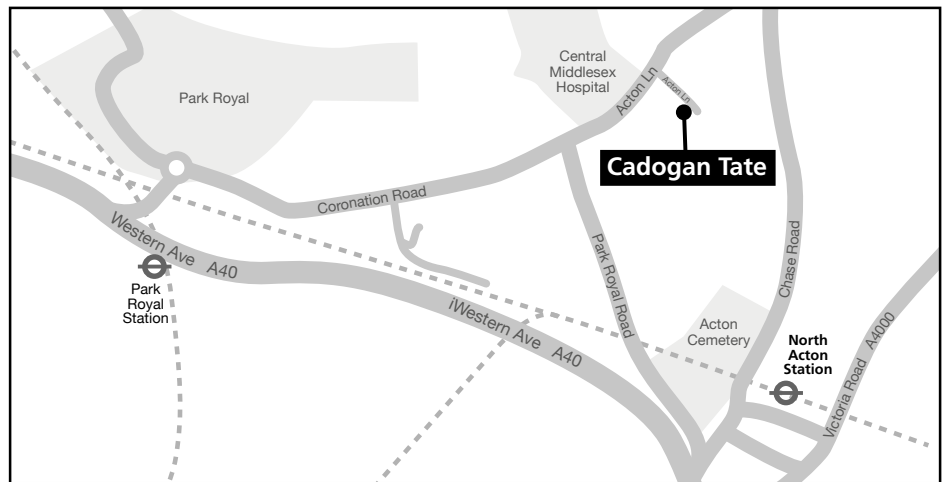 Central
Middlesex
Hospital
Park Royal
Acton Ln
Acton Ln
Cadogan Tate
Coronation Road
Western Ave A40
Park
Royal
Station
iWestern Ave A40
Park Royal Road
Chase Road
Acton
Cemetery
North
Acton
Station
Victoria Road A4000